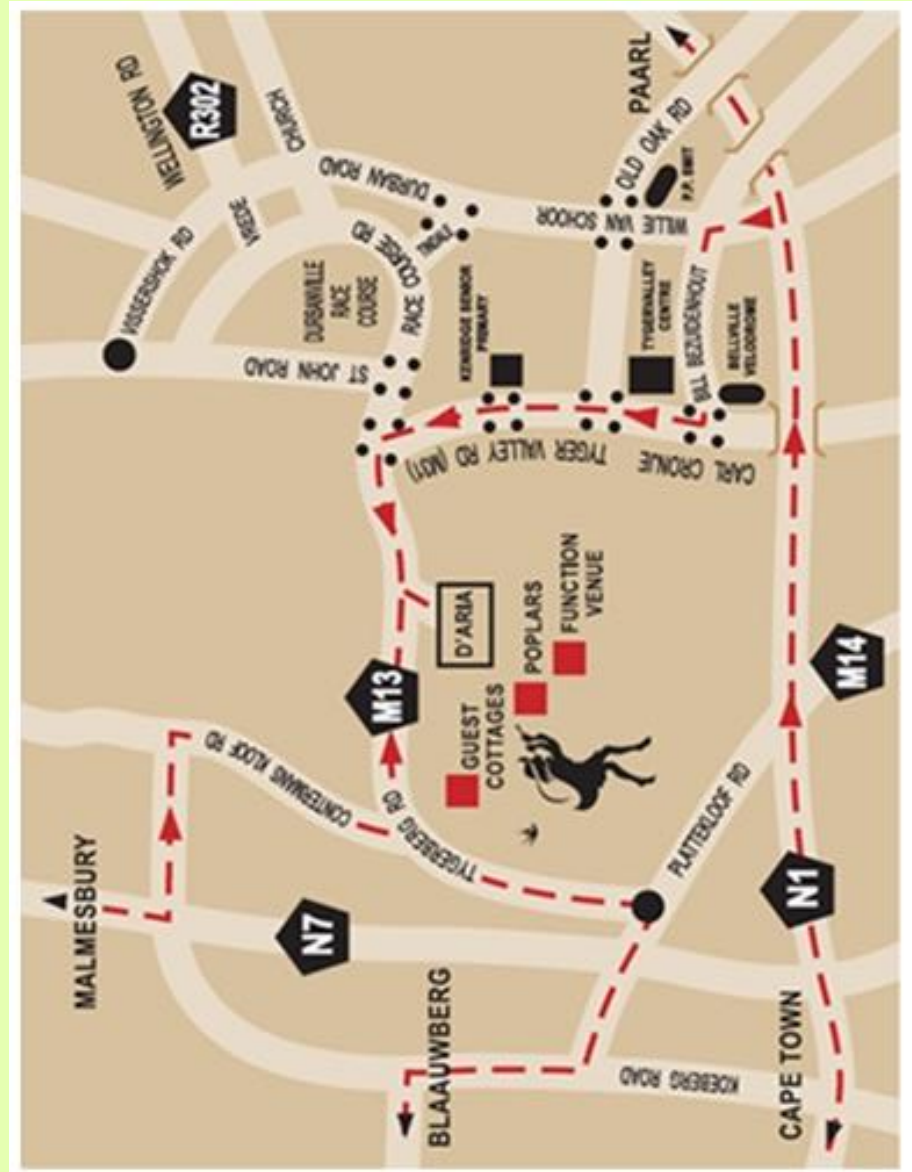 MALMESBURY
WELLINGTON RD
R302
VISSERSHOK RD
CHURCH
VREDE
CONTERMANS KLOOF RD
ST JOHN ROAD
N7
DURBANVILLE
RACE
COURSE
DURBAN ROAD
RACE COURSE RD
TINDALE
M13
TYGERBERG RD
BLAAUWBERG
GUEST
COTTAGES
D'ARIA
TYGER VALLEY RD (M31)
KENRIDGE SENIOR
PRIMARY
POPLARS
FUNCTION
VENUE
WILLIE VAN SCHOOR
OLD OAK RD
PAARL
TYGERVALLEY
CENTRE
P.P. SMIT
CARL CRONJE
BILL BEZUIDENHOUT
BELLVILLE
VELODROME
KOEBERG ROAD
PLATTEKLOOF RD
CAPE TOWN
N1
M14